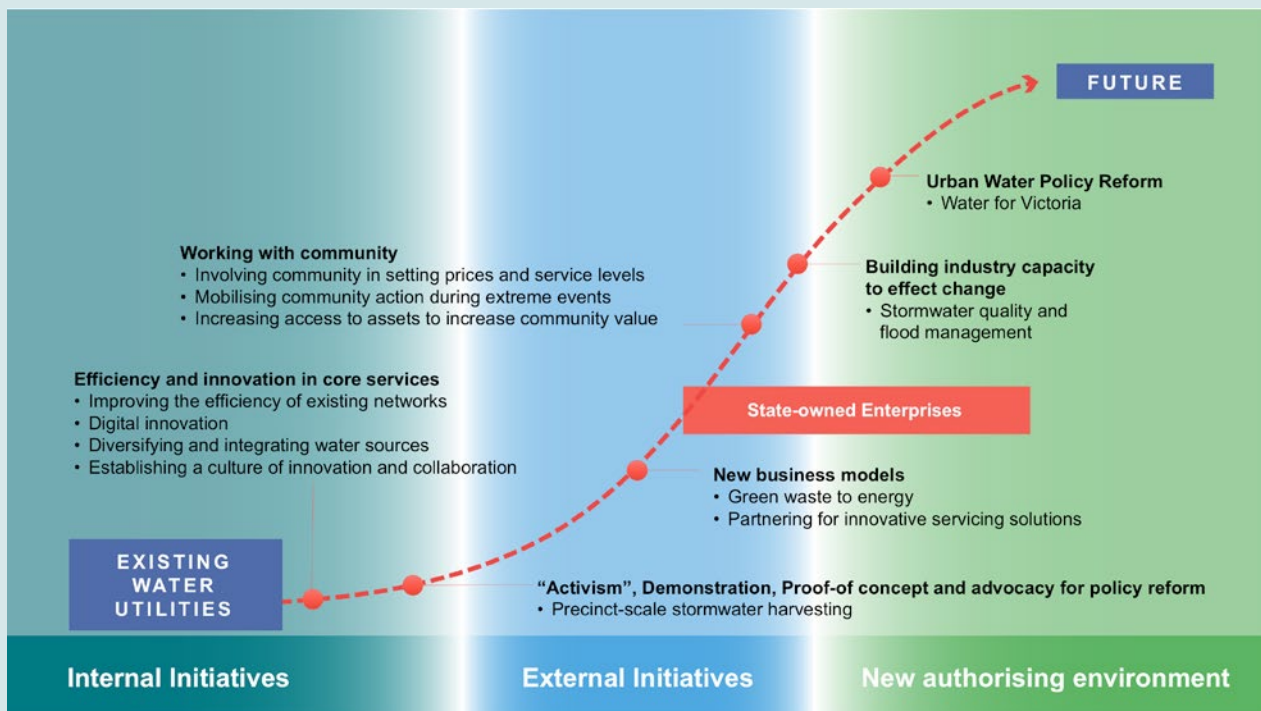 FUTURE
Urban Water Policy Reform
• Water for Victoria
Working with community
• Involving community in setting prices and service levels
• Mobilising community action during extreme events
• Increasing access to assets to increase community value
Building industry capacity
to effect change
• Stormwater quality and
flood management
Efficiency and innovation in core services
• Improving the efficiency of existing networks
• Digital innovation
• Diversifying and integrating water sources
• Establishing a culture of innovation and collaboration
State-owned Enterprises
New business models
• Green waste to energy
• Partnering for innovative servicing solutions
EXISTING
WATER
UTILITIES
“Activism”, Demonstration, Proof-of concept and advocacy for policy reform
• Precinct-scale stormwater harvesting
Internal Initiatives
External Initiatives
New authorising environment